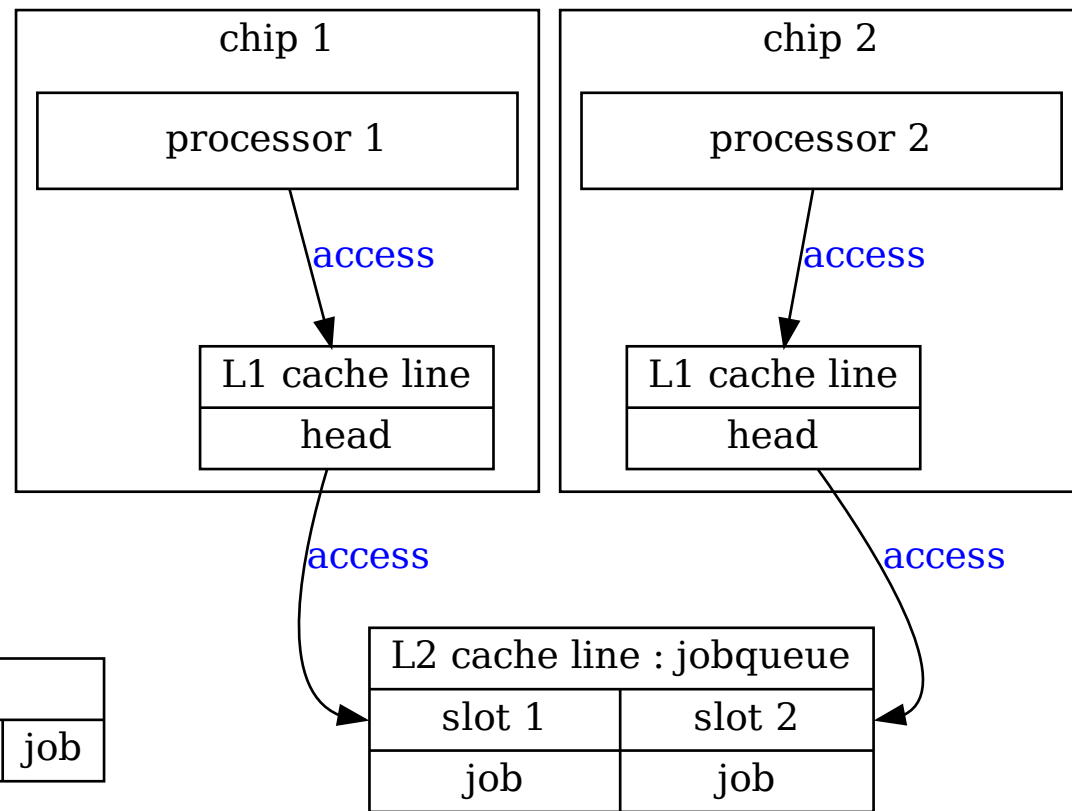 chip 1
chip 2
processor 1
processor 2
access
access
L1 cache line
L1 cache line
head
head
access
access
L2 cache line : jobqueue
slot 1
slot 2
job
job
job